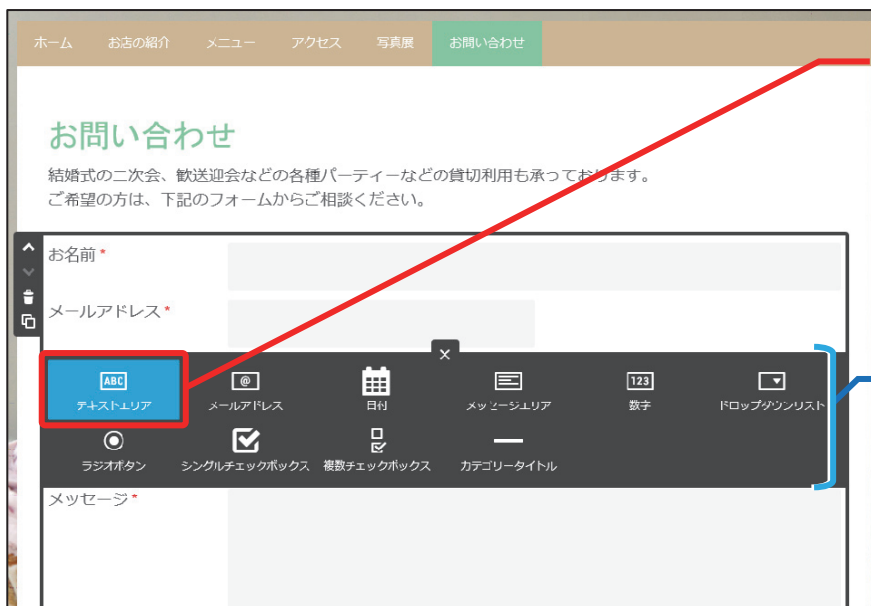 ホーム お店の紹介 メニュー アクセス 写真展 お問い合わせ
お問い合わせ
結婚式の二次会、歓送迎会などの各種パーティーなどの貸切利用も承っております。
ご希望の方は、下記のフォームからご相談ください。
お名前 *
メールアドレス *
×
ABC @ 123
テキストエリア メールアドレス 日付 メッセージエリア 数字 ドロップダウンリスト
ラジオボタン シングルチェックボックス 複数チェックボックス カテゴリータイトル
メッセージ *